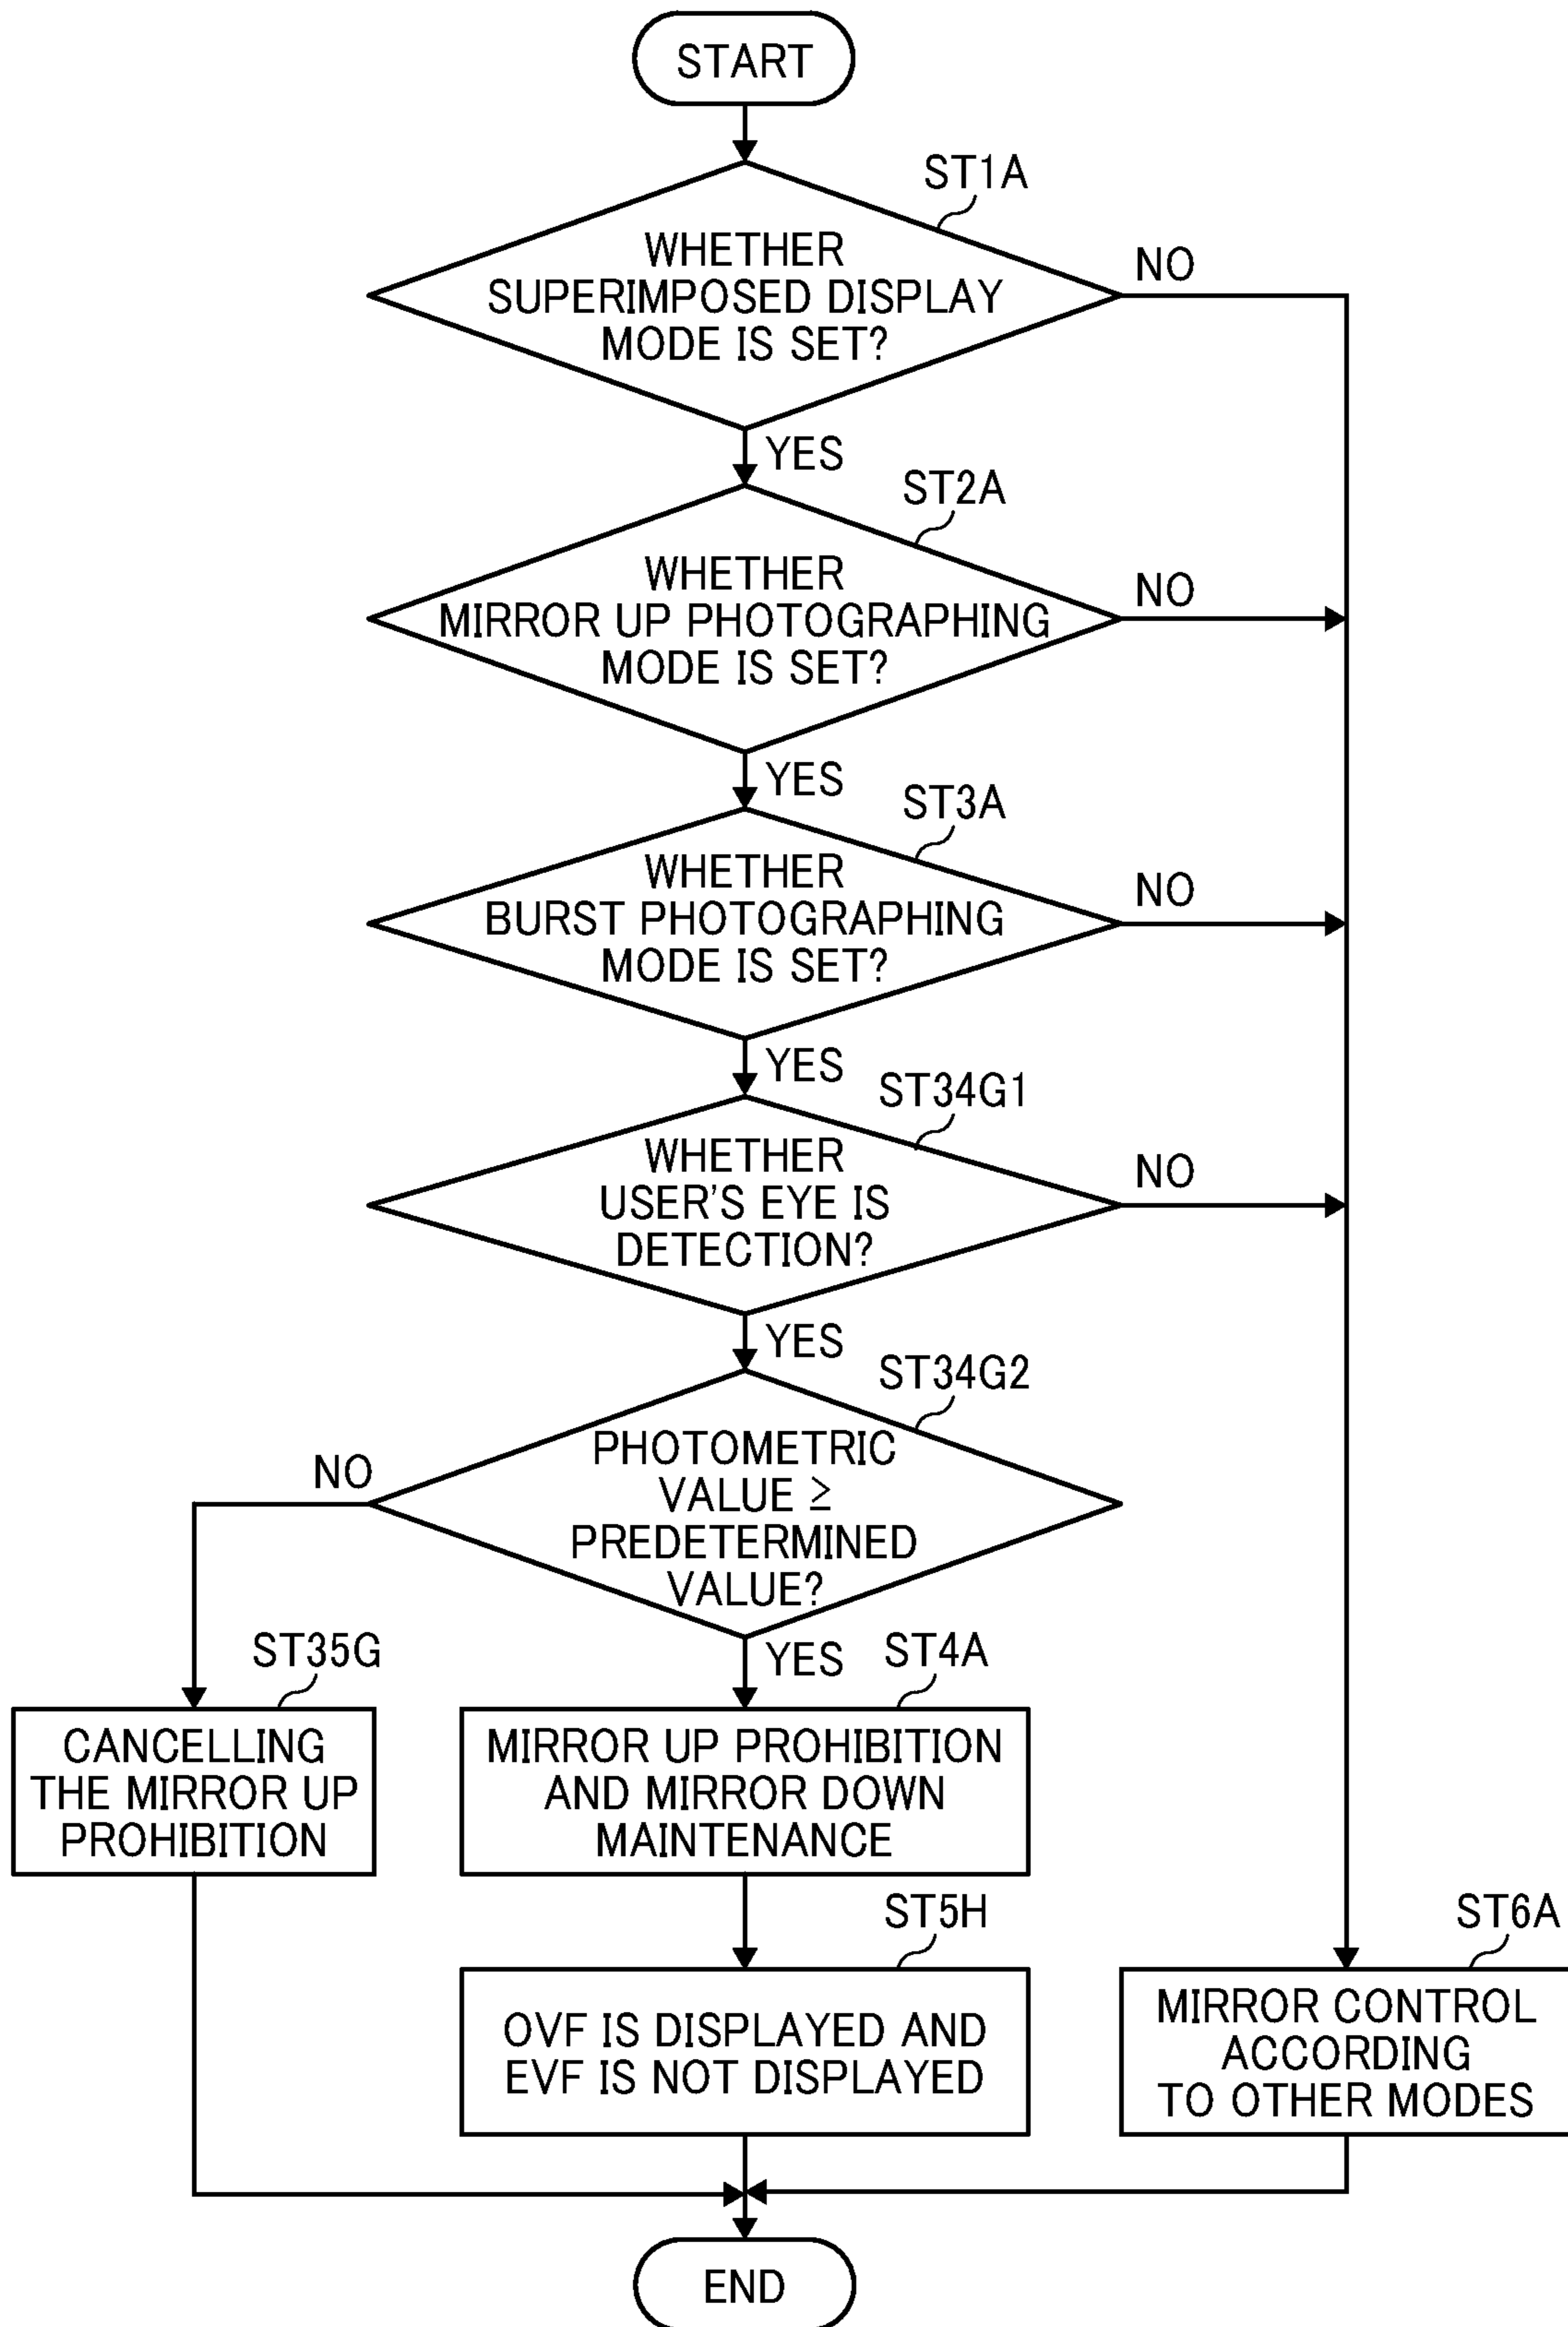 START
ST1A
WHETHER
SUPERIMPOSED DISPLAY
MODE IS SET?
NO
YES
ST2A
WHETHER
MIRROR UP PHOTOGRAPHING
MODE IS SET?
NO
YES
ST3A
WHETHER
BURST PHOTOGRAPHING
MODE IS SET?
NO
YES
ST34G1
WHETHER
USER'S EYE IS
DETECTION?
NO
YES
ST34G2
PHOTOMETRIC
VALUE ≥
PREDETERMINED
VALUE?
NO
YES
ST35G
CANCELLING
THE MIRROR UP
PROHIBITION
ST4A
MIRROR UP PROHIBITION
AND MIRROR DOWN
MAINTENANCE
ST5H
OVF IS DISPLAYED AND
EVF IS NOT DISPLAYED
ST6A
MIRROR CONTROL
ACCORDING
TO OTHER MODES
END